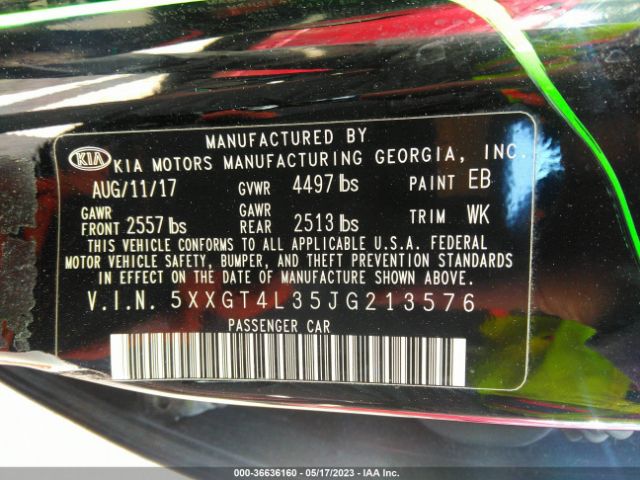 MANUFACTURED BY
KIA KIA MOTORS MANUFACTURING GEORGIA, INC.
AUG/11/17 GVWR 4497 lbs PAINT EB
GAWR FRONT 2557 lbs GAWR REAR 2513 lbs TRIM WK
THIS VEHICLE CONFORMS TO ALL APPLICABLE U.S.A. FEDERAL
MOTOR VEHICLE SAFETY, BUMPER, AND THEFT PREVENTION STANDARDS
IN EFFECT ON THE DATE OF MANUFACTURE SHOWN ABOVE.
V.I.N. 5XXGT4L35JG213576
PASSENGER CAR
000-36636160 - 05/17/2023 - IAA Inc.